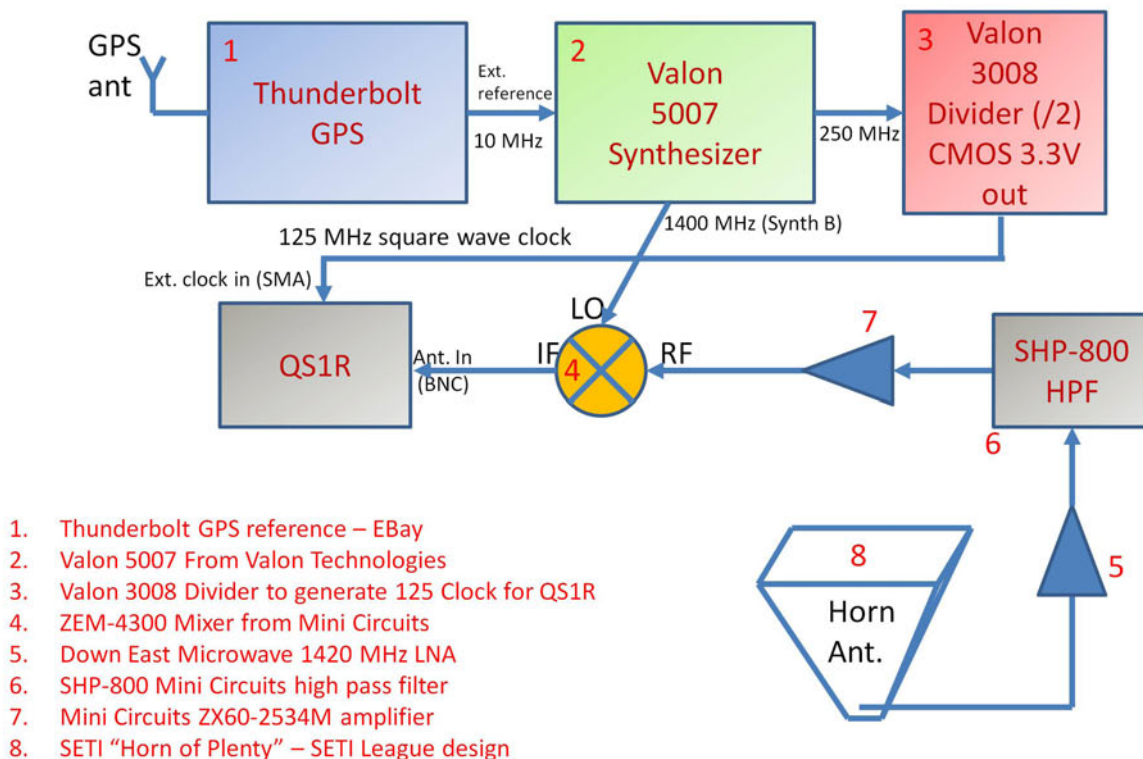 GPS
ant
1
Thunderbolt
GPS
Ext.
reference
10 MHz
2
Valon
5007
Synthesizer
250 MHz
3
Valon
3008
Divider (/2)
CMOS 3.3V
out
1400 MHz (Synth B)
125 MHz square wave clock
Ext. clock in (SMA)
QS1R
Ant. In
(BNC)
LO
IF
4
RF
7
SHP-800
HPF
6
5
8
Horn
Ant.
1. Thunderbolt GPS reference – EBay
2. Valon 5007 From Valon Technologies
3. Valon 3008 Divider to generate 125 Clock for QS1R
4. ZEM-4300 Mixer from Mini Circuits
5. Down East Microwave 1420 MHz LNA
6. SHP-800 Mini Circuits high pass filter
7. Mini Circuits ZX60-2534M amplifier
8. SETI “Horn of Plenty” – SETI League design